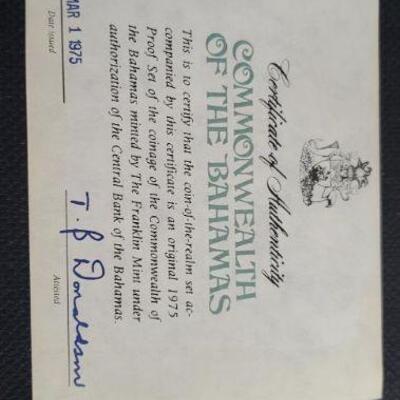 Certificate of Authenticity
COMMONWEALTH
OF THE BAHAMAS
This is to certify that the coin-of-the-realm set ac-
companied by this certificate is an original 1975
Proof Set of the coinage of the Commonwealth of
the Bahamas minted by The Franklin Mint under
authorization of the Central Bank of the Bahamas.
MAR 1 1975
T. B Donaldson
Date issued
Attested